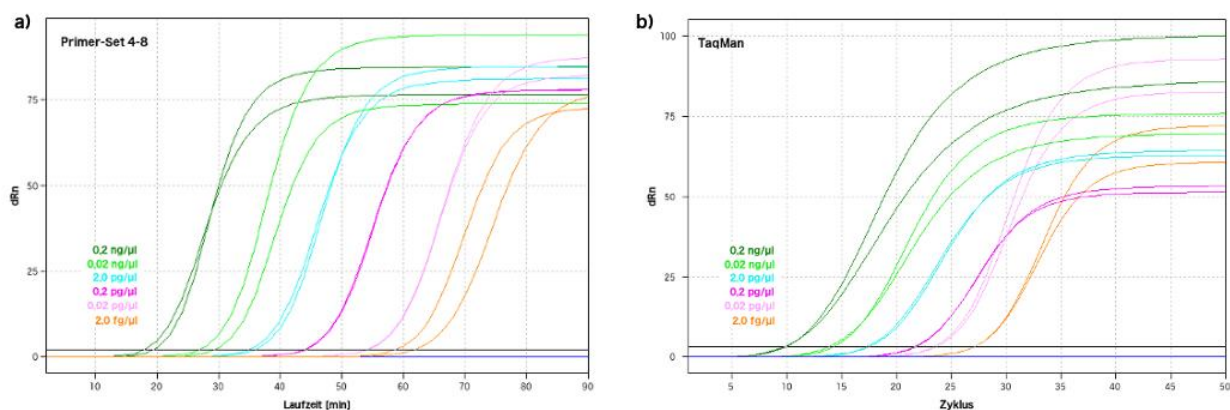 a)
Primer-Set 4-8
dRn
75
50
25
0
0,2 ng/µl
0,02 ng/µl
2.0 pg/µl
0,2 pg/µl
0,02 pg/µl
2.0 fg/µl
10 20 30 40 50 60 70 80 90
Laufzeit [min]
b)
TaqMan
dRn
100
75
50
25
0
0,2 ng/µl
0,02 ng/µl
2.0 pg/µl
0,2 pg/µl
0,02 pg/µl
2.0 fg/µl
5 10 15 20 25 30 35 40 45 50
Zyklus